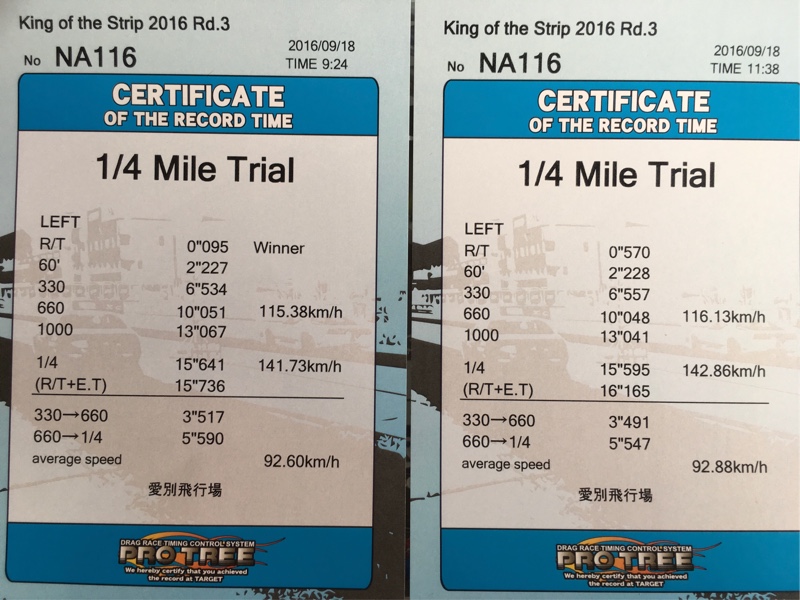 King of the Strip 2016 Rd.3
No NA116
2016/09/18
TIME 9:24
CERTIFICATE
OF THE RECORD TIME
1/4 Mile Trial
LEFT
R/T 0"095 Winner
60' 2"227
330 6"534
660 10"051 115.38km/h
1000 13"067
1/4 15"641 141.73km/h
(R/T+E.T) 15"736
330→660 3"517
660→1/4 5"590
average speed 92.60km/h
愛別飛行場
DRAG RACE TIMING CONTROL SYSTEM
PRO TREE
We hereby certify that you achieved
the record at TARGET
King of the Strip 2016 Rd.3
No NA116
2016/09/18
TIME 11:38
CERTIFICATE
OF THE RECORD TIME
1/4 Mile Trial
LEFT
R/T 0"570
60' 2"228
330 6"557
660 10"048 116.13km/h
1000 13"041
1/4 15"595 142.86km/h
(R/T+E.T) 16"165
330→660 3"491
660→1/4 5"547
average speed 92.88km/h
愛別飛行場
DRAG RACE TIMING CONTROL SYSTEM
PRO TREE
We hereby certify that you achieved
the record at TARGET